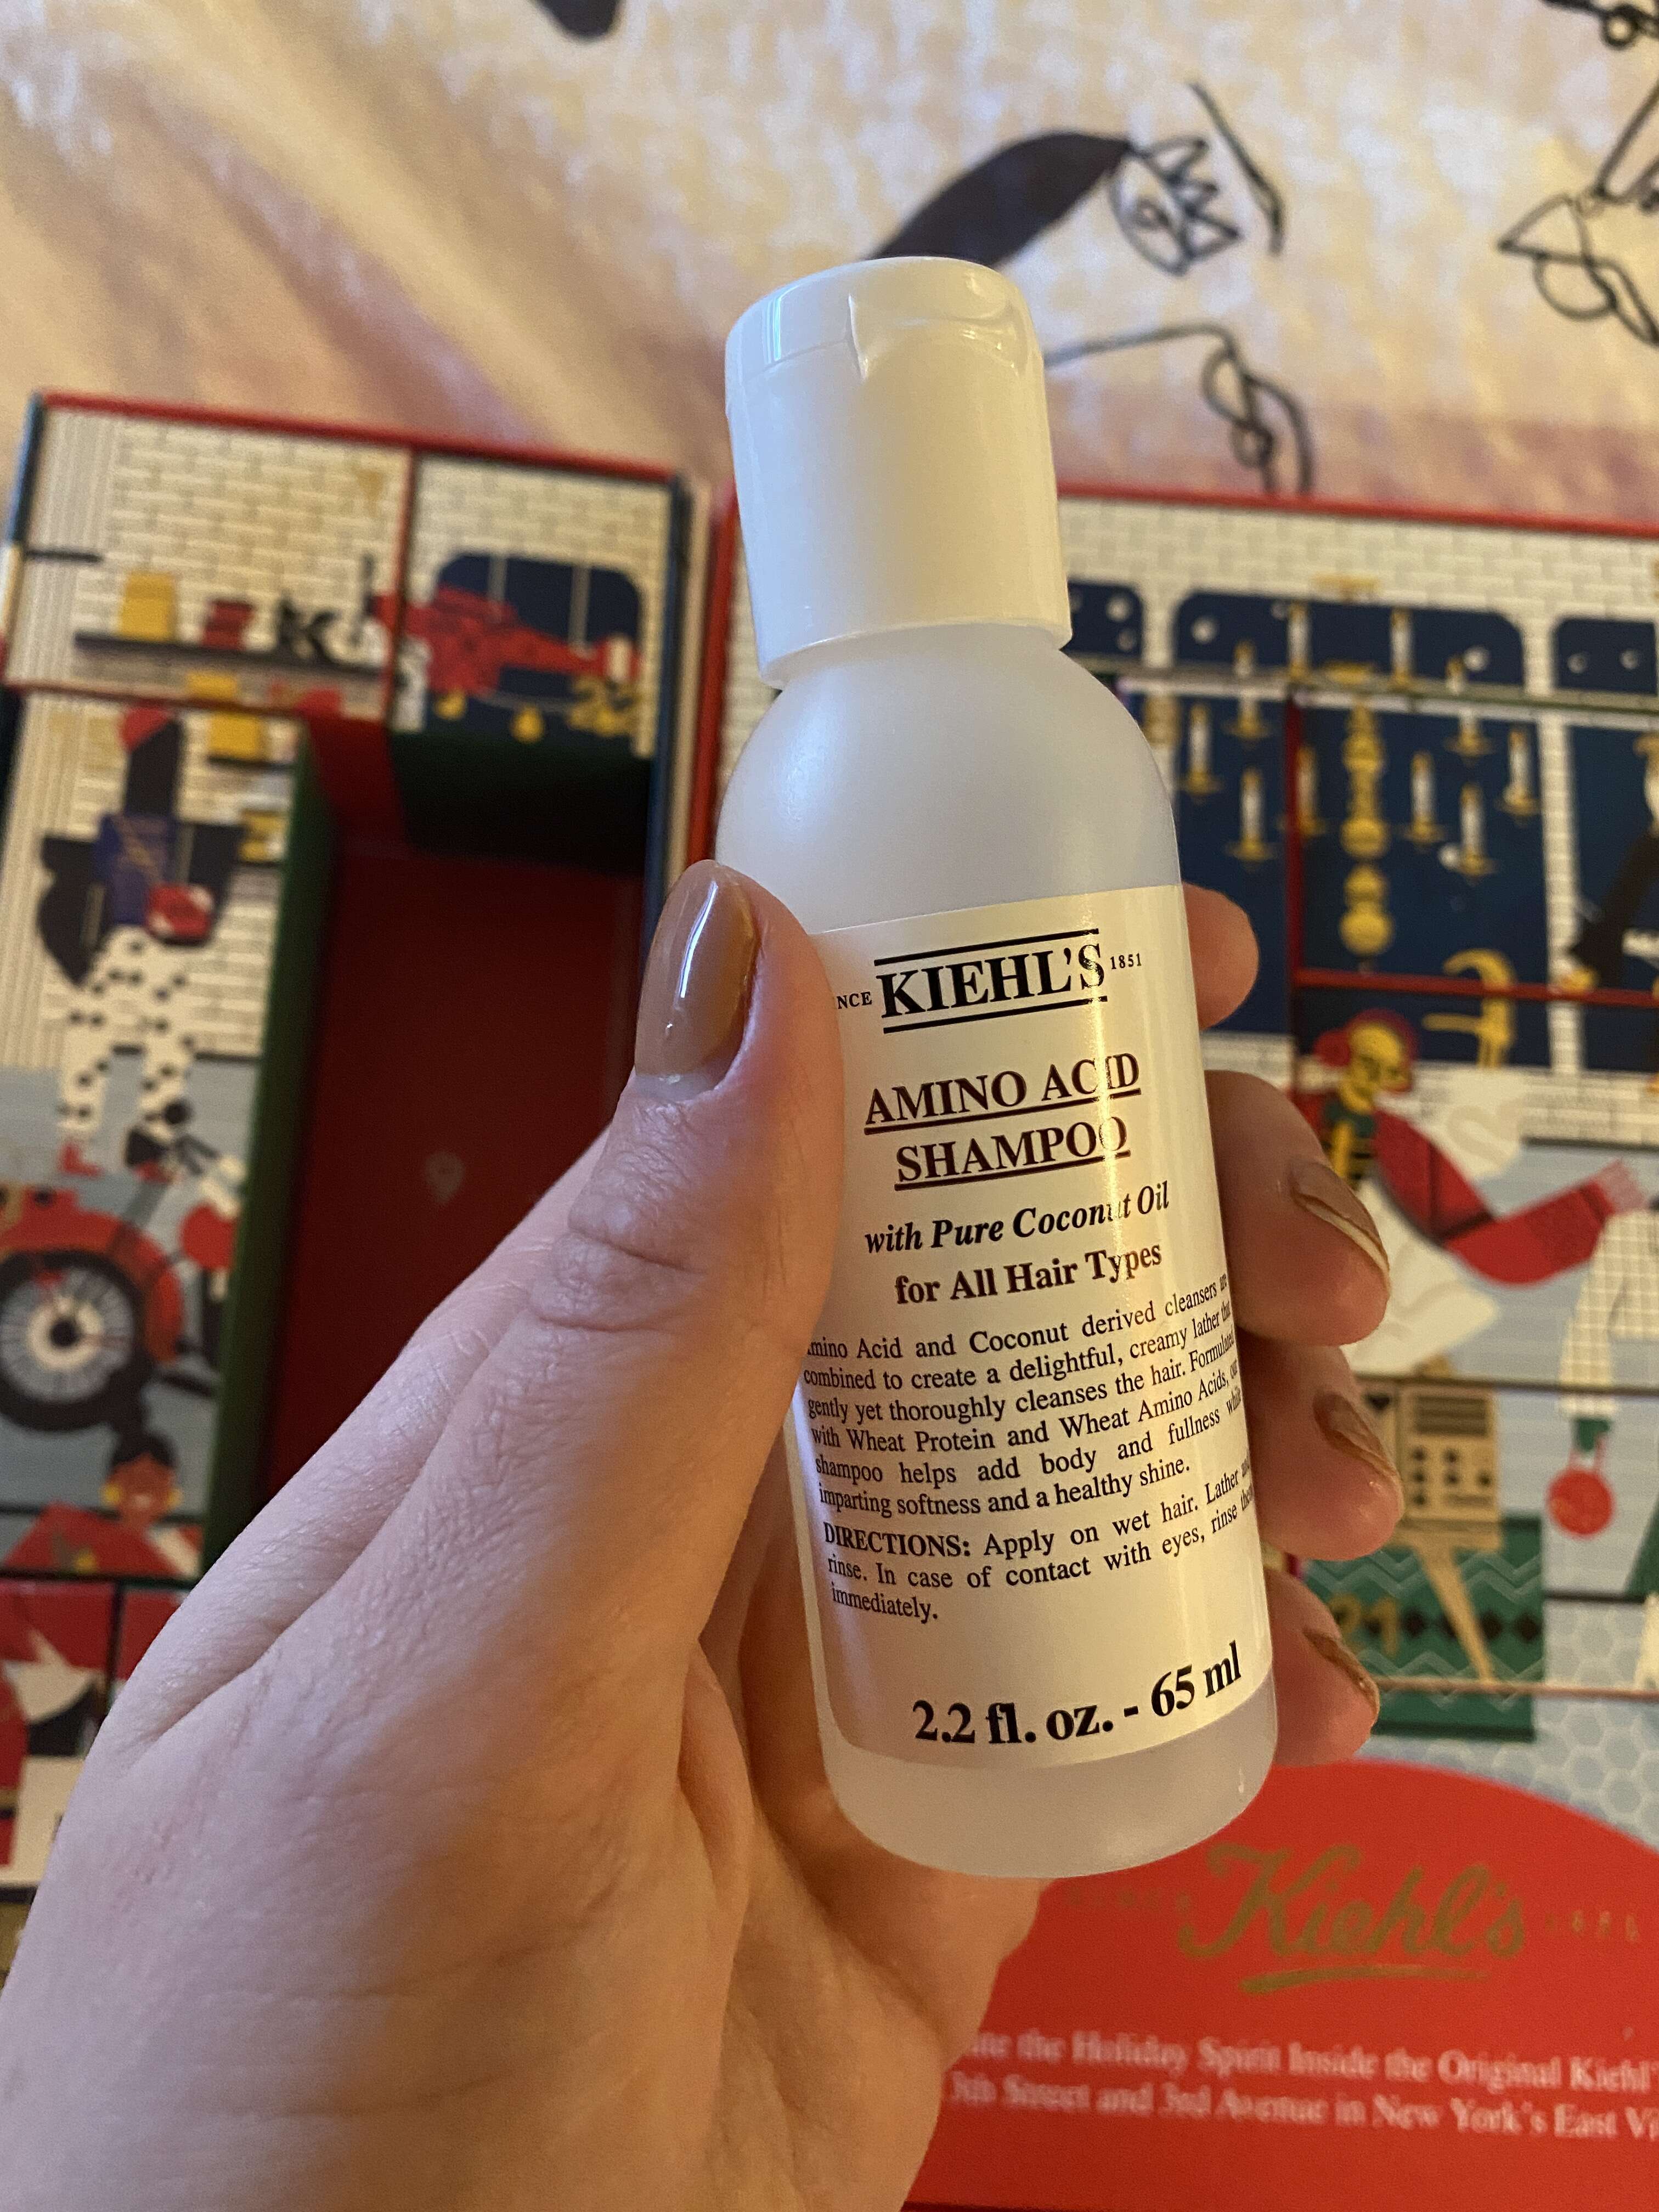 NCE KIEHL'S 1851
AMINO ACID
SHAMPOO
with Pure Coconut Oil
for All Hair Types
mino Acid and Coconut derived cleansers are
combined to create a delightful, creamy lather that
gently yet thoroughly cleanses the hair. Formulated
with Wheat Protein and Wheat Amino Acids, our
shampoo helps add body and fullness while
imparting softness and a healthy shine.
DIRECTIONS: Apply on wet hair. Lather and
rinse. In case of contact with eyes, rinse them
immediately.
2.2 fl. oz. - 65 ml
21
Kiehl's
the Holiday Spirit Inside the Original Kiehl'
Street and 3rd Avenue in New York's East Vi